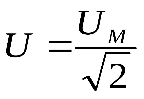 U = U_M / √2